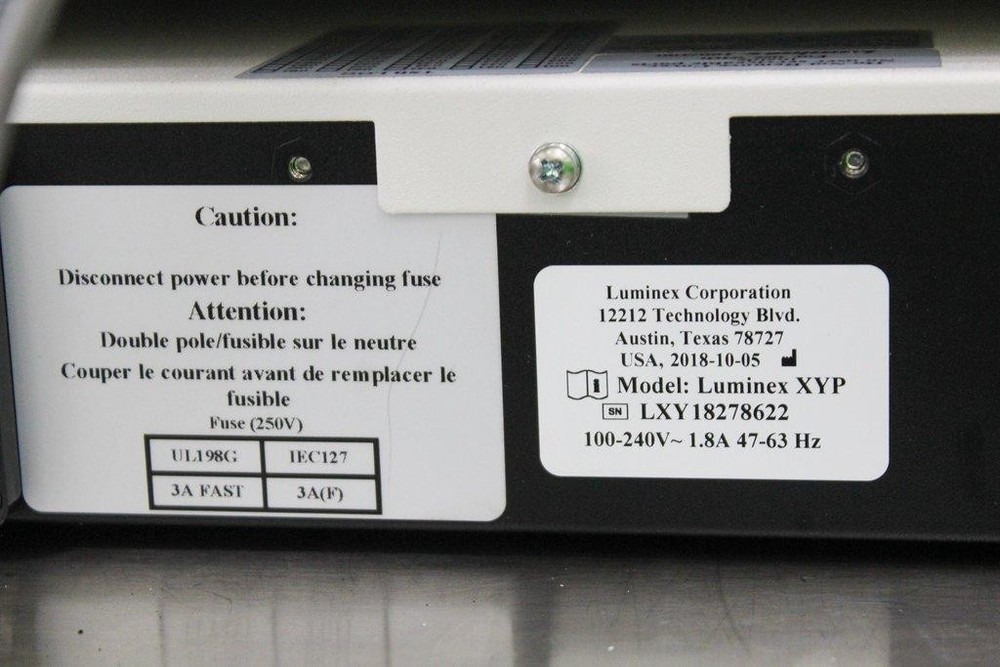 Caution:
Disconnect power before changing fuse
Attention:
Double pole/fusible sur le neutre
Couper le courant avant de remplacer le
fusible
Fuse (250V)
UL198G IEC127
3A FAST 3A(F)
Luminex Corporation
12212 Technology Blvd.
Austin, Texas 78727
USA, 2018-10-05
Model: Luminex XYP
SN LXY18278622
100-240V~ 1.8A 47-63 Hz